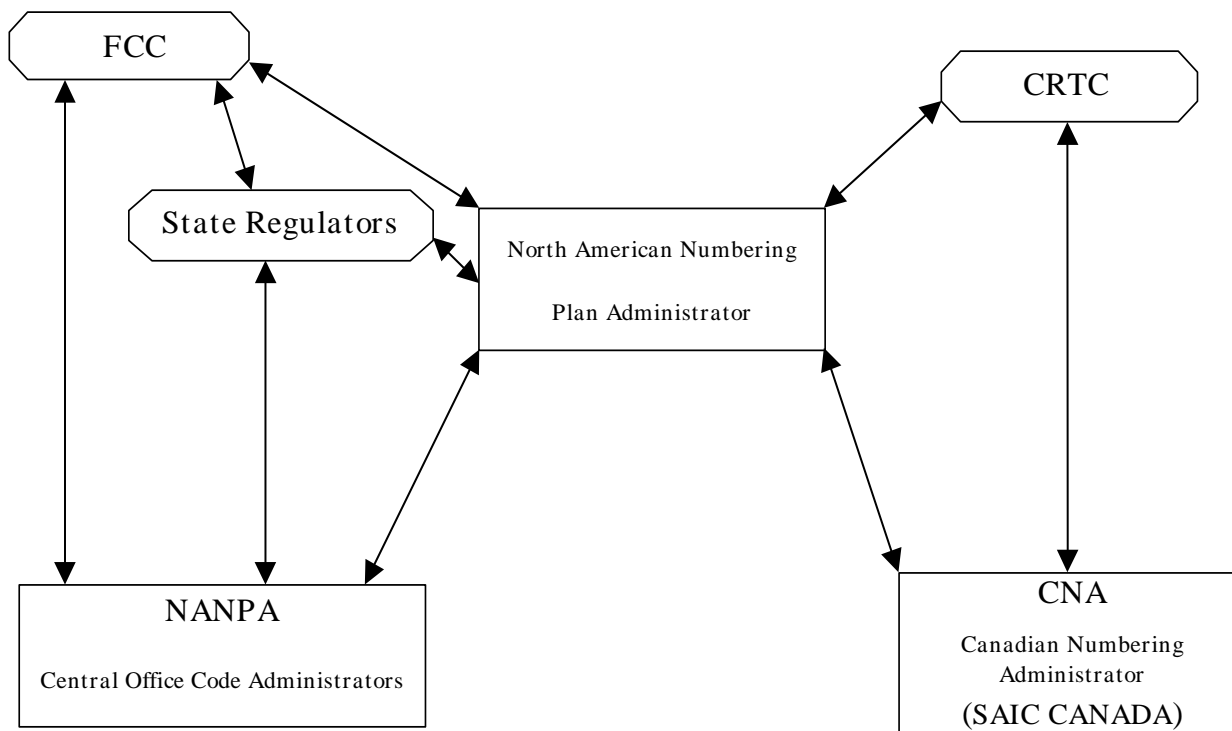 FCC
CRTC
State Regulators
North American Numbering
Plan Administrator
NANPA
Central Office Code Administrators
CNA
Canadian Numbering
Administrator
(SAIC CANADA)